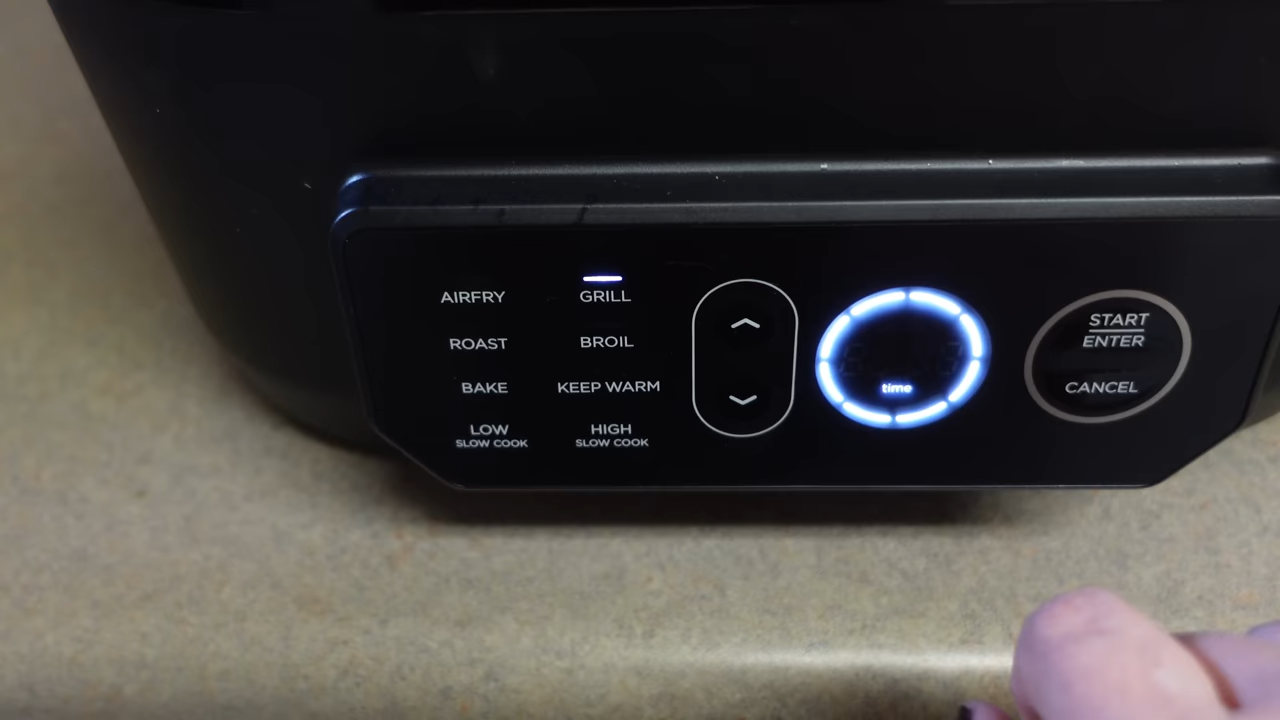 AIRFRY
GRILL
ROAST
BROIL
BAKE
KEEP WARM
LOW
SLOW COOK
HIGH
SLOW COOK
time
START
ENTER
CANCEL